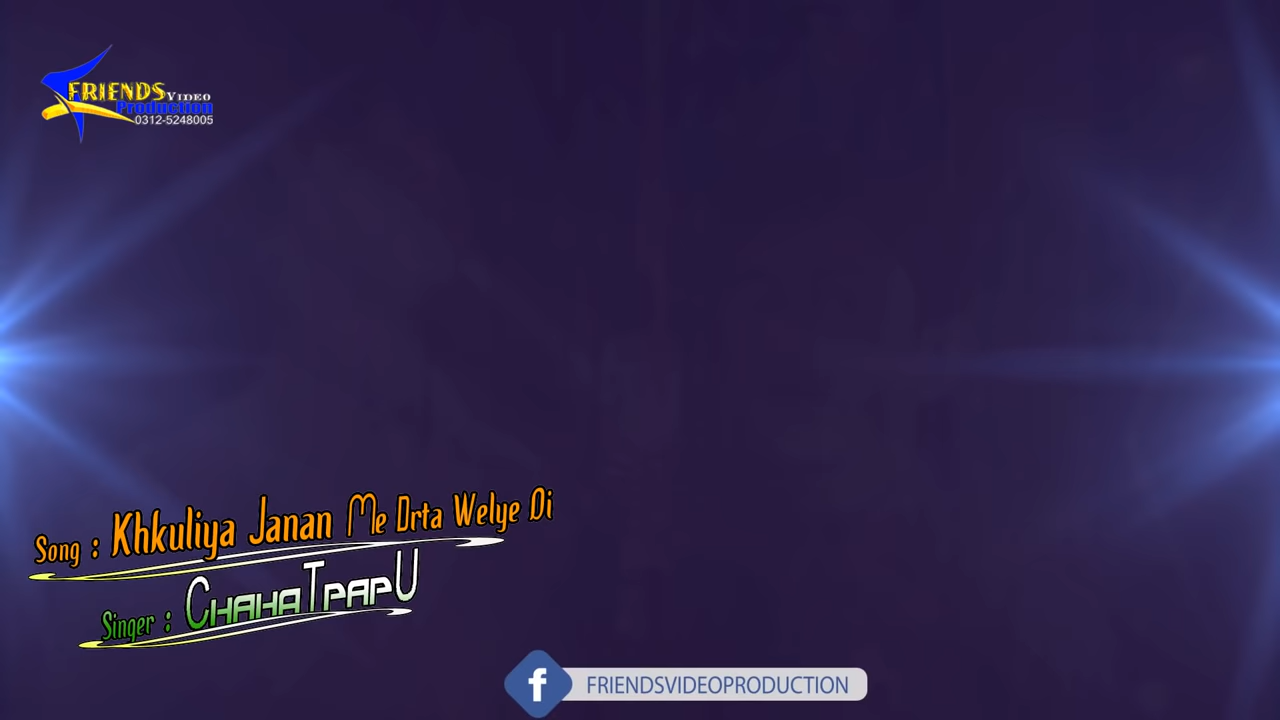 FRIENDS VIDEO
Production
0312-5248005
Song : Khkuliya Janan Me Drta Welye Di
Singer : ChahaTpapU
f FRIENDSVIDEOPRODUCTION